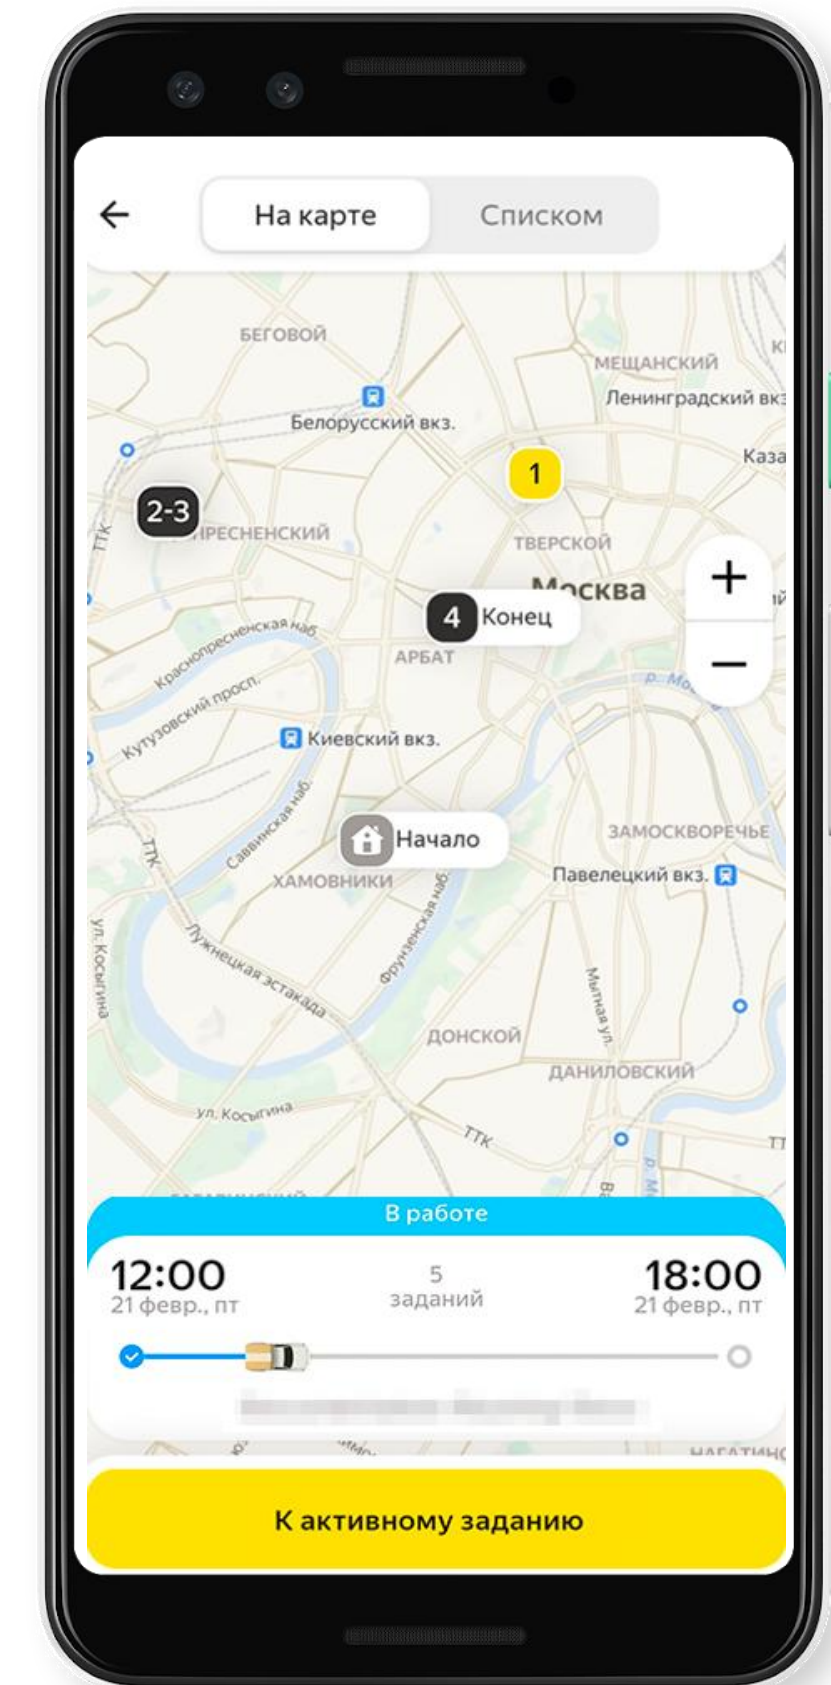 На карте
Списком
БЕГОВОЙ
МЕЩАНСКИЙ
Ленинградский вкз
Белорусский вкз.
Каза
1
2-3
ТТК
ПРЕСНЕНСКИЙ
ТВЕРСКОЙ
Москва
+
4 Конец
АРБАТ
−
Краснопресненская наб.
р. Мос
Кутузовский просп.
Киевский вкз.
Саввинская наб.
Начало
ЗАМОСКВОРЕЧЬЕ
ТТК
ХАМОВНИКИ
Павелецкий вкз.
Фрунзенская наб.
ул. Косыгина
Лужнецкая эстакада
Мытная ул.
ДОНСКОЙ
ДАНИЛОВСКИЙ
ул. Косыгина
ТТК
В работе
12:00
5
18:00
21 февр., пт
заданий
21 февр., пт
НАГАТИНС
К активному заданию